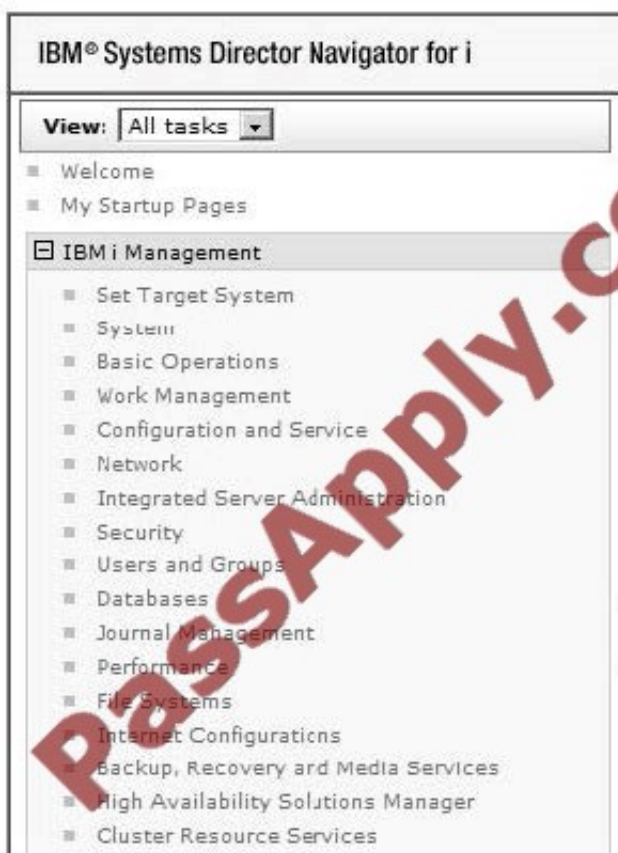 IBM® Systems Director Navigator for i
View: All tasks
Welcome
My Startup Pages
IBM i Management
Set Target System
System
Basic Operations
Work Management
Configuration and Service
Network
Integrated Server Administration
Security
Users and Groups
Databases
Journal Management
Performance
File Systems
Internet Configurations
Backup, Recovery and Media Services
High Availability Solutions Manager
Cluster Resource Services
PassApply.co